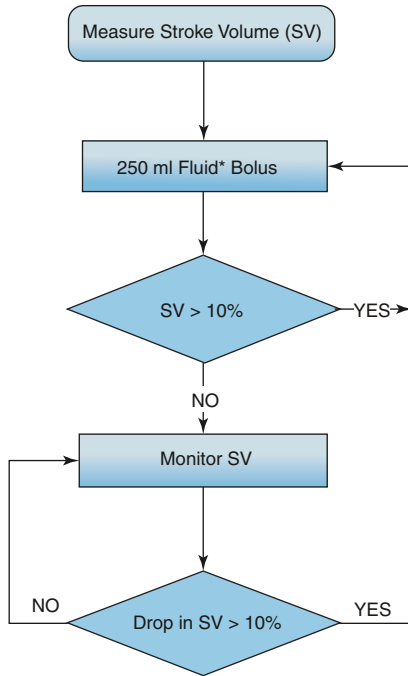 Measure Stroke Volume (SV)
250 ml Fluid* Bolus
SV > 10%
YES
NO
Monitor SV
NO
Drop in SV > 10%
YES